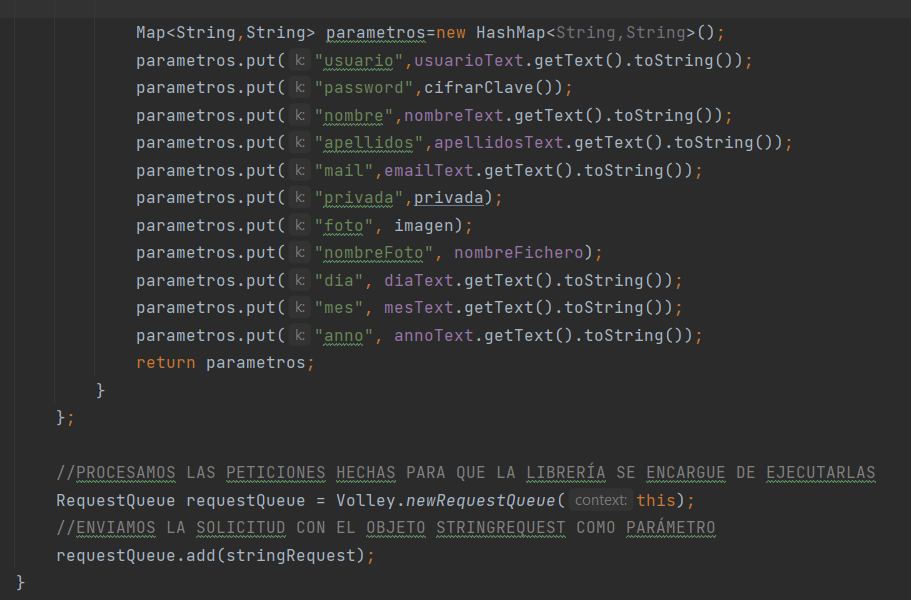 Map<String,String> parametros=new HashMap<String,String>();
parametros.put( k: "usuario",usuarioText.getText().toString());
parametros.put( k: "password",cifrarClave());
parametros.put( k: "nombre",nombreText.getText().toString());
parametros.put( k: "apellidos",apellidosText.getText().toString());
parametros.put( k: "mail",emailText.getText().toString());
parametros.put( k: "privada",privada);
parametros.put( k: "foto", imagen);
parametros.put( k: "nombreFoto", nombreFichero);
parametros.put( k: "dia", diaText.getText().toString());
parametros.put( k: "mes", mesText.getText().toString());
parametros.put( k: "anno", annoText.getText().toString());
return parametros;
}
};
//PROCESAMOS LAS PETICIONES HECHAS PARA QUE LA LIBRERÍA SE ENCARGUE DE EJECUTARLAS
RequestQueue requestQueue = Volley.newRequestQueue( context: this);
//ENVIAMOS LA SOLICITUD CON EL OBJETO STRINGREQUEST COMO PARÁMETRO
requestQueue.add(stringRequest);
}